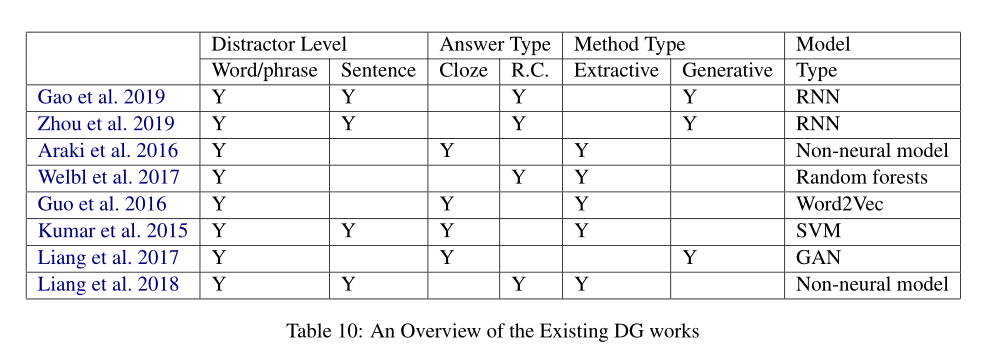 Distractor Level Answer Type Method Type Model
Word/phrase Sentence Cloze R.C. Extractive Generative Type
Gao et al. 2019 Y Y Y Y RNN
Zhou et al. 2019 Y Y Y Y RNN
Araki et al. 2016 Y Y Y Non-neural model
Welbl et al. 2017 Y Y Y Random forests
Guo et al. 2016 Y Y Y Word2Vec
Kumar et al. 2015 Y Y Y Y SVM
Liang et al. 2017 Y Y Y GAN
Liang et al. 2018 Y Y Y Y Non-neural model
Table 10: An Overview of the Existing DG works